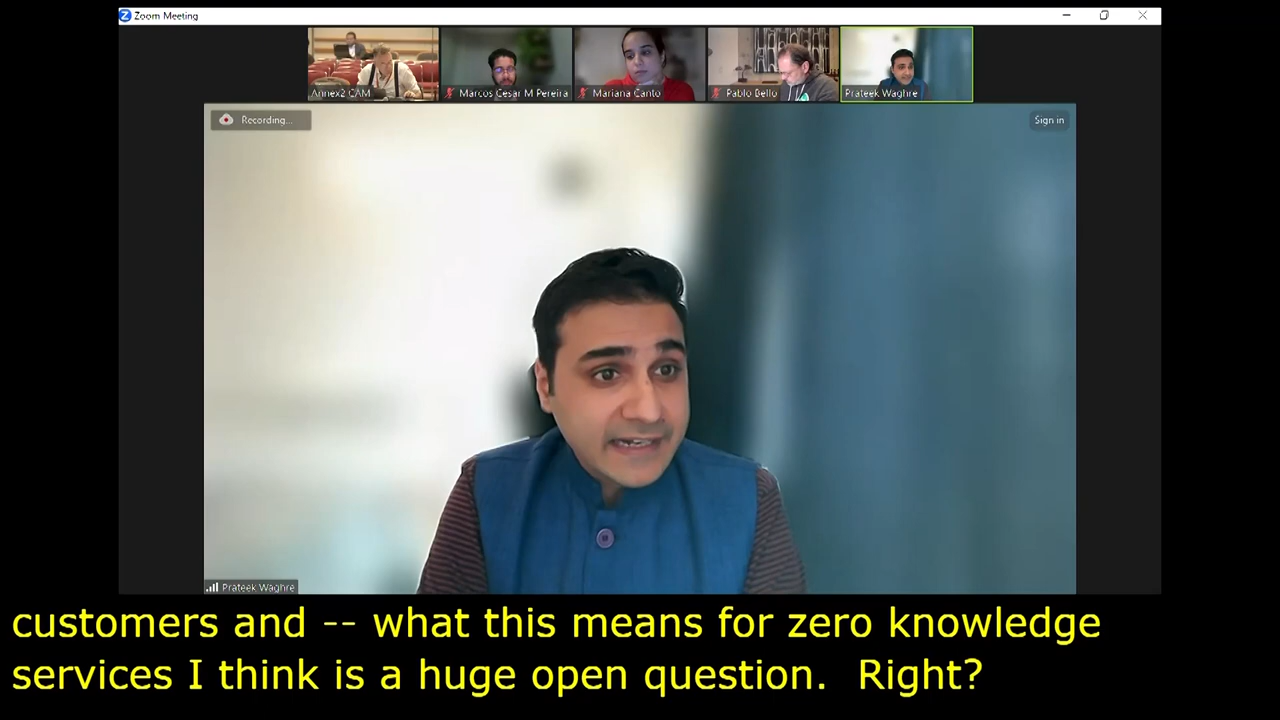 Zoom Meeting
Annex2 CAM
Marcos Cesar M Pereira
Mariana Canto
Pablo Bello
Prateek Waghre
Recording...
Sign in
Prateek Waghre
customers and -- what this means for zero knowledge
services I think is a huge open question.  Right?